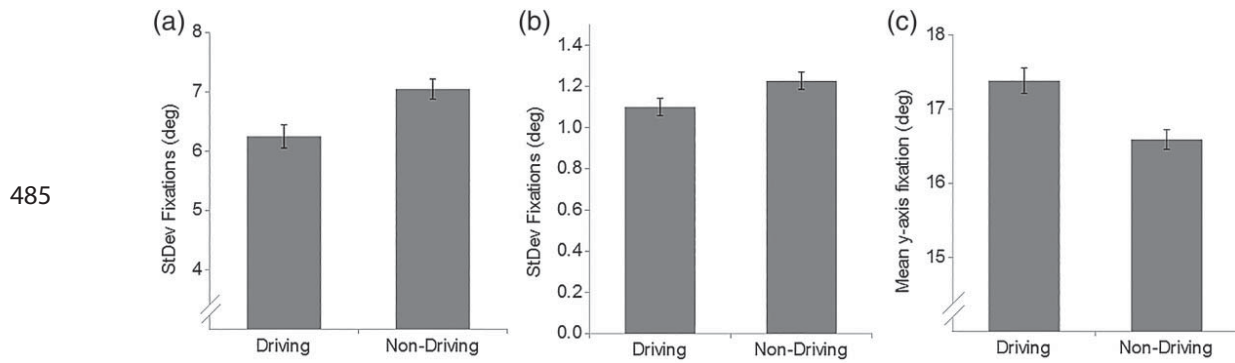 485
(a)
StDev Fixations (deg)
8
7
6
5
4
Driving
Non-Driving
(b)
StDev Fixations (deg)
1.4
1.2
1.0
0.8
0.6
0.4
0.2
0.0
Driving
Non-Driving
(c)
Mean y-axis fixation (deg)
18
17
16
15
Driving
Non-Driving